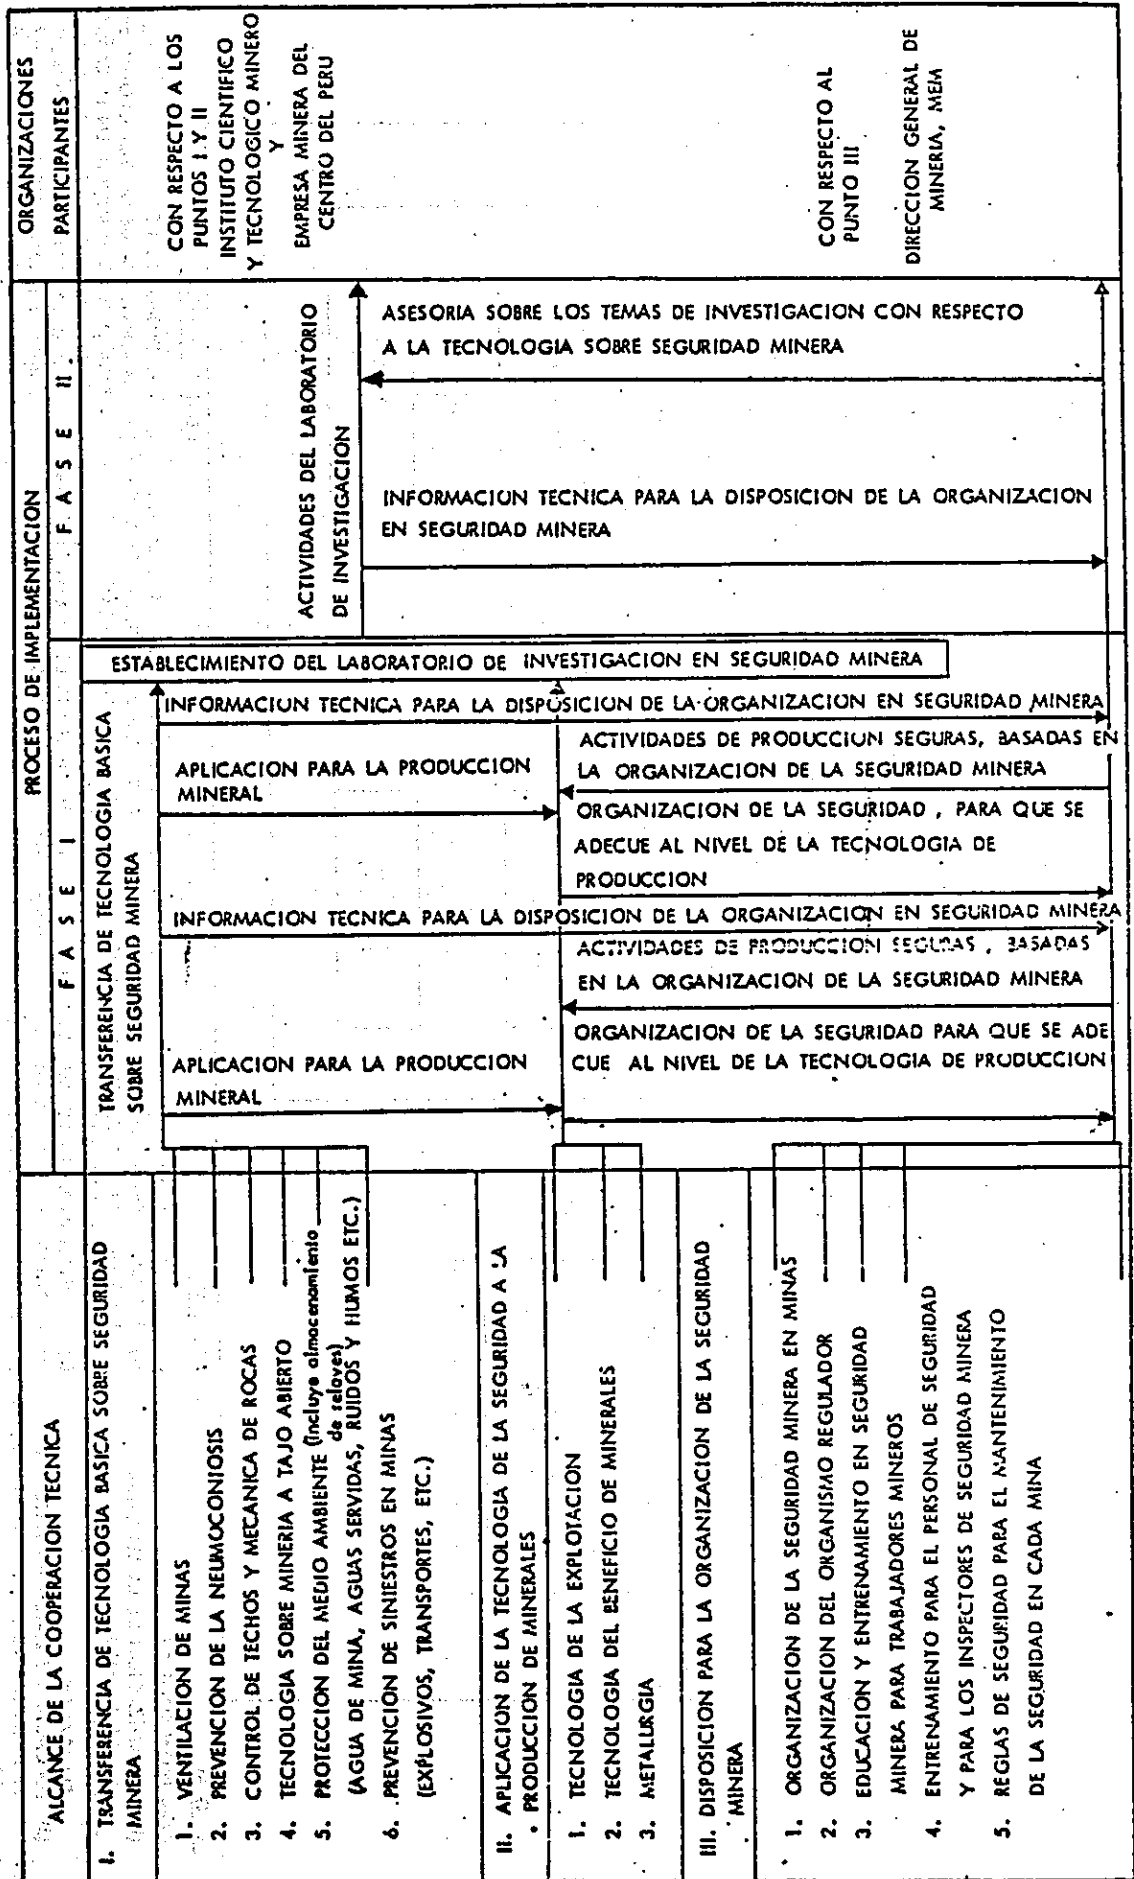 ALCANCE DE LA COOPERACION TECNICA
PROCESO DE IMPLEMENTACION
FASE I
FASE II.
ORGANIZACIONES
PARTICIPANTES
I. TRANSFERENCIA DE TECNOLOGIA BASICA SOBRE SEGURIDAD
MINERA
1. VENTILACION DE MINAS
2. PREVENCION DE LA NEUMOCONIOSIS
3. CONTROL DE TECHOS Y MECANICA DE ROCAS
4. TECNOLOGIA SOBRE MINERIA A TAJO ABIERTO
5. PROTECCION DEL MEDIO AMBIENTE (Incluye almacenamiento
de relaves)
(AGUA DE MINA, AGUAS SERVIDAS, RUIDOS Y HUMOS ETC.)
6. PREVENCION DE SINIESTROS EN MINAS
(EXPLOSIVOS, TRANSPORTES, ETC.)
II. APLICACION DE LA TECNOLOGIA DE LA SEGURIDAD A LA
PRODUCCION DE MINERALES
1. TECNOLOGIA DE LA EXPLOTACION
2. TECNOLOGIA DEL BENEFICIO DE MINERALES
3. METALURGIA
III. DISPOSICION PARA LA ORGANIZACION DE LA SEGURIDAD
MINERA
1. ORGANIZACION DE LA SEGURIDAD MINERA EN MINAS
2. ORGANIZACION DEL ORGANISMO REGULADOR
3. EDUCACION Y ENTRENAMIENTO EN SEGURIDAD
MINERA PARA TRABAJADORES MINEROS
4. ENTRENAMIENTO PARA EL PERSONAL DE SEGURIDAD
Y PARA LOS INSPECTORES DE SEGURIDAD MINERA
5. REGLAS DE SEGURIDAD PARA EL MANTENIMIENTO
DE LA SEGURIDAD EN CADA MINA
TRANSFERENCIA DE TECNOLOGIA BASICA
SOBRE SEGURIDAD MINERA
ESTABLECIMIENTO DEL LABORATORIO DE INVESTIGACION EN SEGURIDAD MINERA
INFORMACION TECNICA PARA LA DISPOSICION DE LA ORGANIZACION EN SEGURIDAD MINERA
APLICACION PARA LA PRODUCCION
MINERAL
ACTIVIDADES DE PRODUCCION SEGURAS, BASADAS EN
LA ORGANIZACION DE LA SEGURIDAD MINERA
ORGANIZACION DE LA SEGURIDAD , PARA QUE SE
ADECUE AL NIVEL DE LA TECNOLOGIA DE
PRODUCCION
INFORMACION TECNICA PARA LA DISPOSICION DE LA ORGANIZACION EN SEGURIDAD MINERA
ACTIVIDADES DE PRODUCCION SEGURAS , BASADAS
EN LA ORGANIZACION DE LA SEGURIDAD MINERA
APLICACION PARA LA PRODUCCION
MINERAL
ORGANIZACION DE LA SEGURIDAD PARA QUE SE ADE
CUE AL NIVEL DE LA TECNOLOGIA DE PRODUCCION
ACTIVIDADES DEL LABORATORIO
DE INVESTIGACION
ASESORIA SOBRE LOS TEMAS DE INVESTIGACION CON RESPECTO
A LA TECNOLOGIA SOBRE SEGURIDAD MINERA
INFORMACION TECNICA PARA LA DISPOSICION DE LA ORGANIZACION
EN SEGURIDAD MINERA
CON RESPECTO A LOS
PUNTOS I Y II
INSTITUTO CIENTIFICO
Y TECNOLOGICO MINERO
Y
EMPRESA MINERA DEL
CENTRO DEL PERU
CON RESPECTO AL
PUNTO III
DIRECCION GENERAL DE
MINERIA, MEM